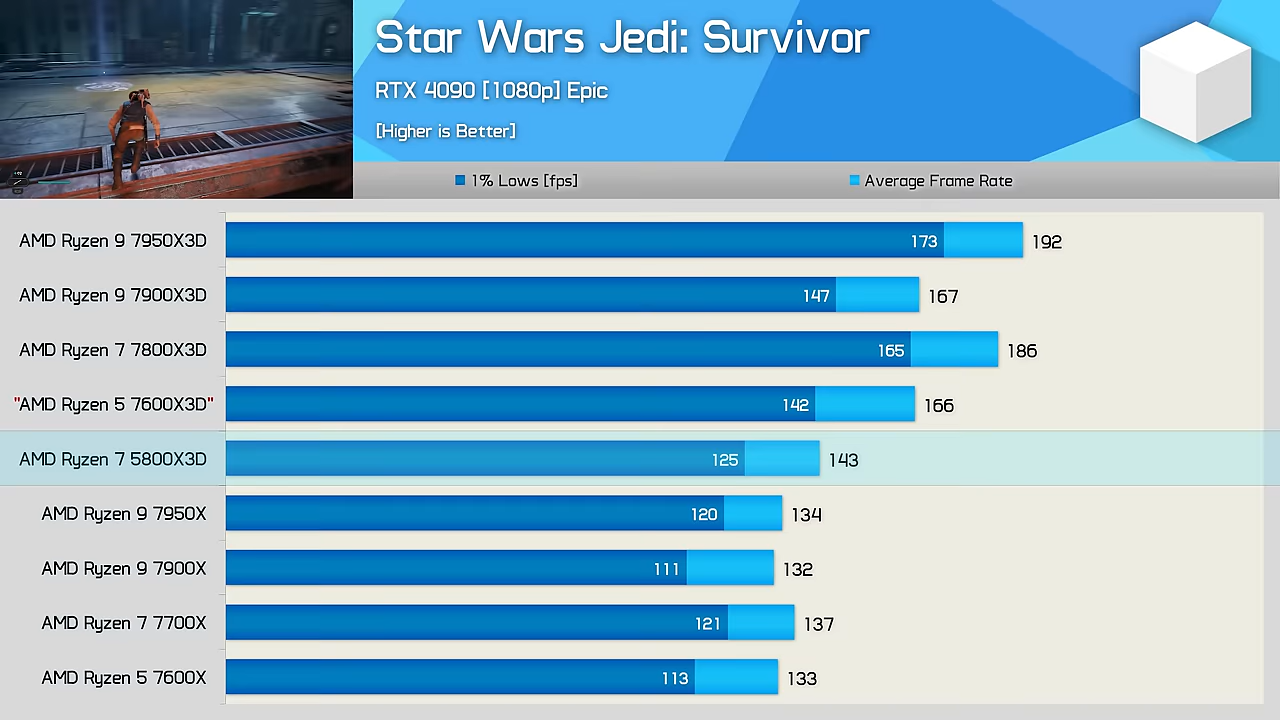 Star Wars Jedi: Survivor
RTX 4090 [1080p] Epic
[Higher is Better]
1% Lows [fps] Average Frame Rate
AMD Ryzen 9 7950X3D 173 192
AMD Ryzen 9 7900X3D 147 167
AMD Ryzen 7 7800X3D 165 186
"AMD Ryzen 5 7600X3D" 142 166
AMD Ryzen 7 5800X3D 125 143
AMD Ryzen 9 7950X 120 134
AMD Ryzen 9 7900X 111 132
AMD Ryzen 7 7700X 121 137
AMD Ryzen 5 7600X 113 133